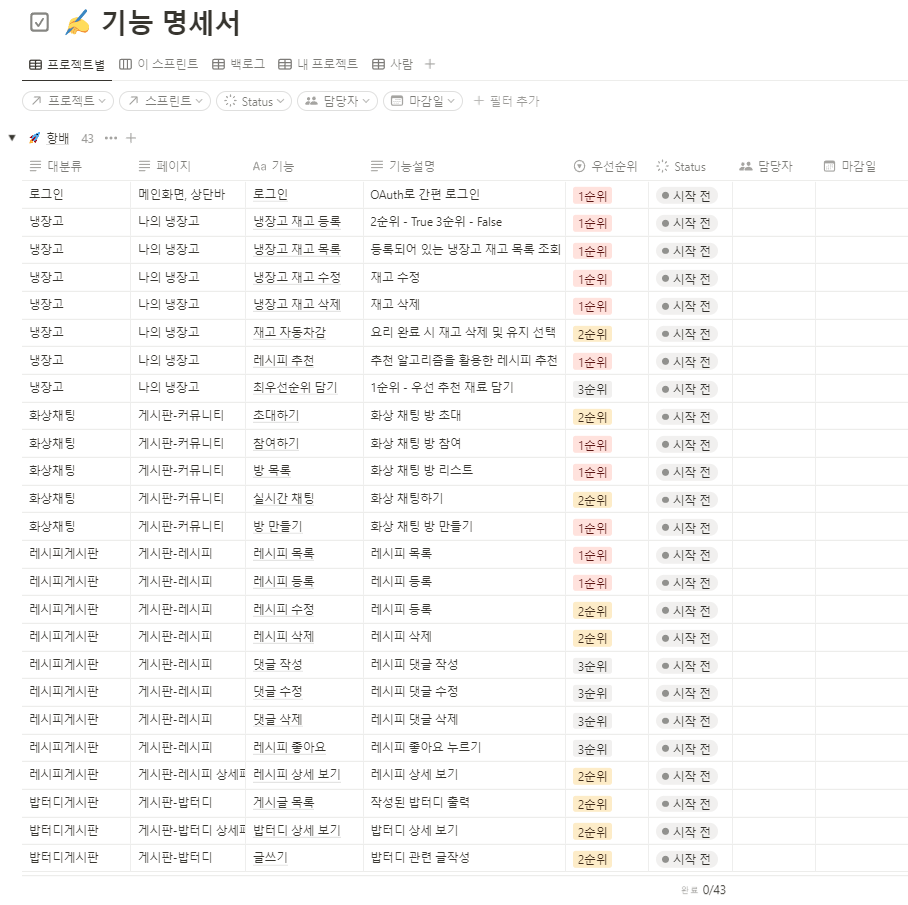 기능 명세서
프로젝트별 이 스프린트 백로그 내 프로젝트 사람
프로젝트 스프린트 Status 담당자 마감일 필터 추가
항배 43
대분류 페이지 Aa 기능 기능설명 우선순위 Status 담당자 마감일
로그인 메인화면, 상단바 로그인 OAuth로 간편 로그인 1순위 시작 전
냉장고 나의 냉장고 냉장고 재고 등록 2순위 - True 3순위 - False 1순위 시작 전
냉장고 나의 냉장고 냉장고 재고 목록 등록되어 있는 냉장고 재고 목록 조회 1순위 시작 전
냉장고 나의 냉장고 냉장고 재고 수정 재고 수정 1순위 시작 전
냉장고 나의 냉장고 냉장고 재고 삭제 재고 삭제 1순위 시작 전
냉장고 나의 냉장고 재고 자동차감 요리 완료 시 재고 삭제 및 유지 선택 2순위 시작 전
냉장고 나의 냉장고 레시피 추천 추천 알고리즘을 활용한 레시피 추천 1순위 시작 전
냉장고 나의 냉장고 최우선순위 담기 1순위 - 우선 추천 재료 담기 3순위 시작 전
화상채팅 게시판-커뮤니티 초대하기 화상 채팅 방 초대 2순위 시작 전
화상채팅 게시판-커뮤니티 참여하기 화상 채팅 방 참여 1순위 시작 전
화상채팅 게시판-커뮤니티 방 목록 화상 채팅 방 리스트 1순위 시작 전
화상채팅 게시판-커뮤니티 실시간 채팅 화상 채팅하기 2순위 시작 전
화상채팅 게시판-커뮤니티 방 만들기 화상 채팅 방 만들기 1순위 시작 전
레시피게시판 게시판-레시피 레시피 목록 레시피 목록 1순위 시작 전
레시피게시판 게시판-레시피 레시피 등록 레시피 등록 1순위 시작 전
레시피게시판 게시판-레시피 레시피 수정 레시피 등록 2순위 시작 전
레시피게시판 게시판-레시피 레시피 삭제 레시피 삭제 2순위 시작 전
레시피게시판 게시판-레시피 댓글 작성 레시피 댓글 작성 3순위 시작 전
레시피게시판 게시판-레시피 댓글 수정 레시피 댓글 수정 3순위 시작 전
레시피게시판 게시판-레시피 댓글 삭제 레시피 댓글 삭제 3순위 시작 전
레시피게시판 게시판-레시피 레시피 좋아요 레시피 좋아요 누르기 3순위 시작 전
레시피게시판 게시판-레시피 레시피 상세 보기 레시피 상세 보기 2순위 시작 전
밥터디게시판 게시판-밥터디 게시글 목록 작성된 밥터디 출력 2순위 시작 전
밥터디게시판 게시판-밥터디 밥터디 상세 보기 밥터디 상세 보기 2순위 시작 전
밥터디게시판 게시판-밥터디 글쓰기 밥터디 관련 글작성 2순위 시작 전
완료 0/43